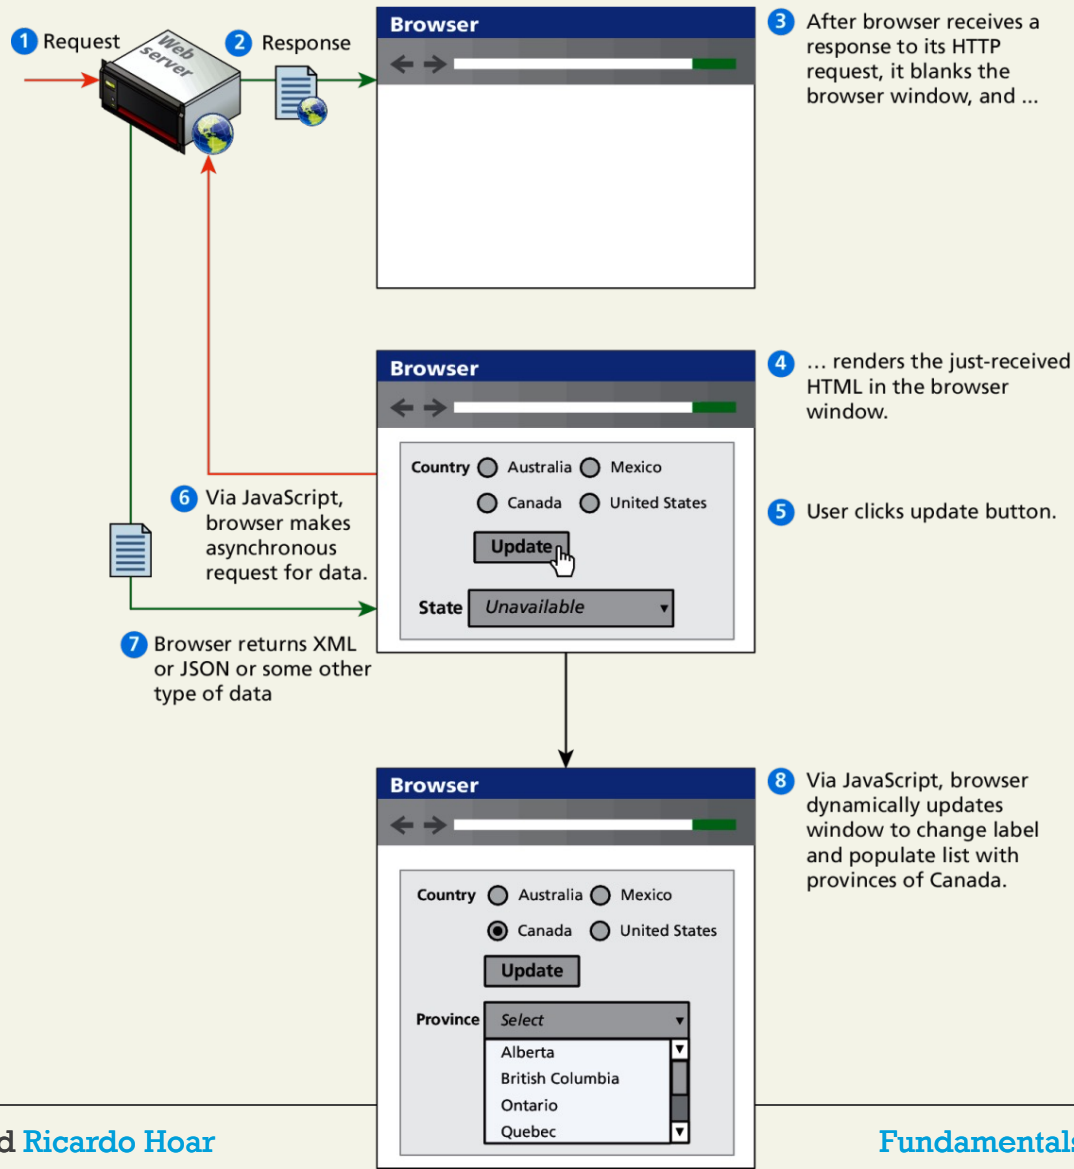 1 Request
Web
server
2 Response
Browser
3 After browser receives a
response to its HTTP
request, it blanks the
browser window, and ...
Browser
4 ... renders the just-received
HTML in the browser
window.
Country Australia Mexico
Canada United States
Update
State Unavailable
5 User clicks update button.
6 Via JavaScript,
browser makes
asynchronous
request for data.
7 Browser returns XML
or JSON or some other
type of data
Browser
8 Via JavaScript, browser
dynamically updates
window to change label
and populate list with
provinces of Canada.
Country Australia Mexico
Canada United States
Update
Province Select
Alberta
British Columbia
Ontario
Quebec
d Ricardo Hoar
Fundamentals